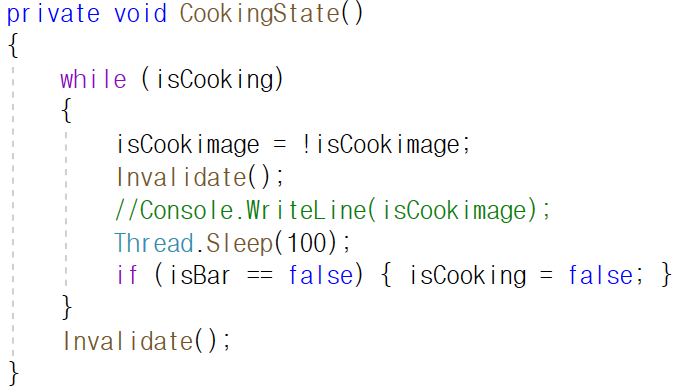 private void CookingState()
{
while (isCooking)
{
isCookimage = !isCookimage;
Invalidate();
//Console.WriteLine(isCookimage);
Thread.Sleep(100);
if (isBar == false) { isCooking = false; }
}
Invalidate();
}